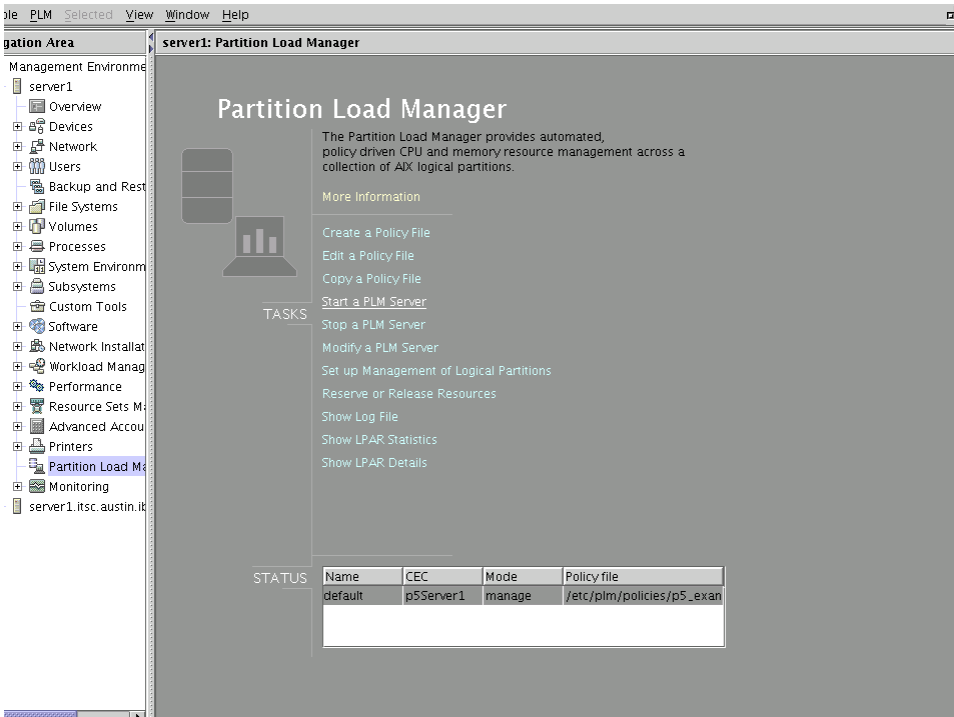 ole PLM Selected View Window Help
gation Area
server1: Partition Load Manager
Management Environme
server1
Overview
Devices
Network
Users
Backup and Rest
File Systems
Volumes
Processes
System Environm
Subsystems
Custom Tools
Software
Network Installat
Workload Manag
Performance
Resource Sets Ma
Advanced Accou
Printers
Partition Load Ma
Monitoring
server1.itsc.austin.ib
Partition Load Manager
The Partition Load Manager provides automated,
policy driven CPU and memory resource management across a
collection of AIX logical partitions.
More Information
TASKS
Create a Policy File
Edit a Policy File
Copy a Policy File
Start a PLM Server
Stop a PLM Server
Modify a PLM Server
Set up Management of Logical Partitions
Reserve or Release Resources
Show Log File
Show LPAR Statistics
Show LPAR Details
STATUS
Name CEC Mode Policy file
default p5Server1 manage /etc/plm/policies/p5_exan